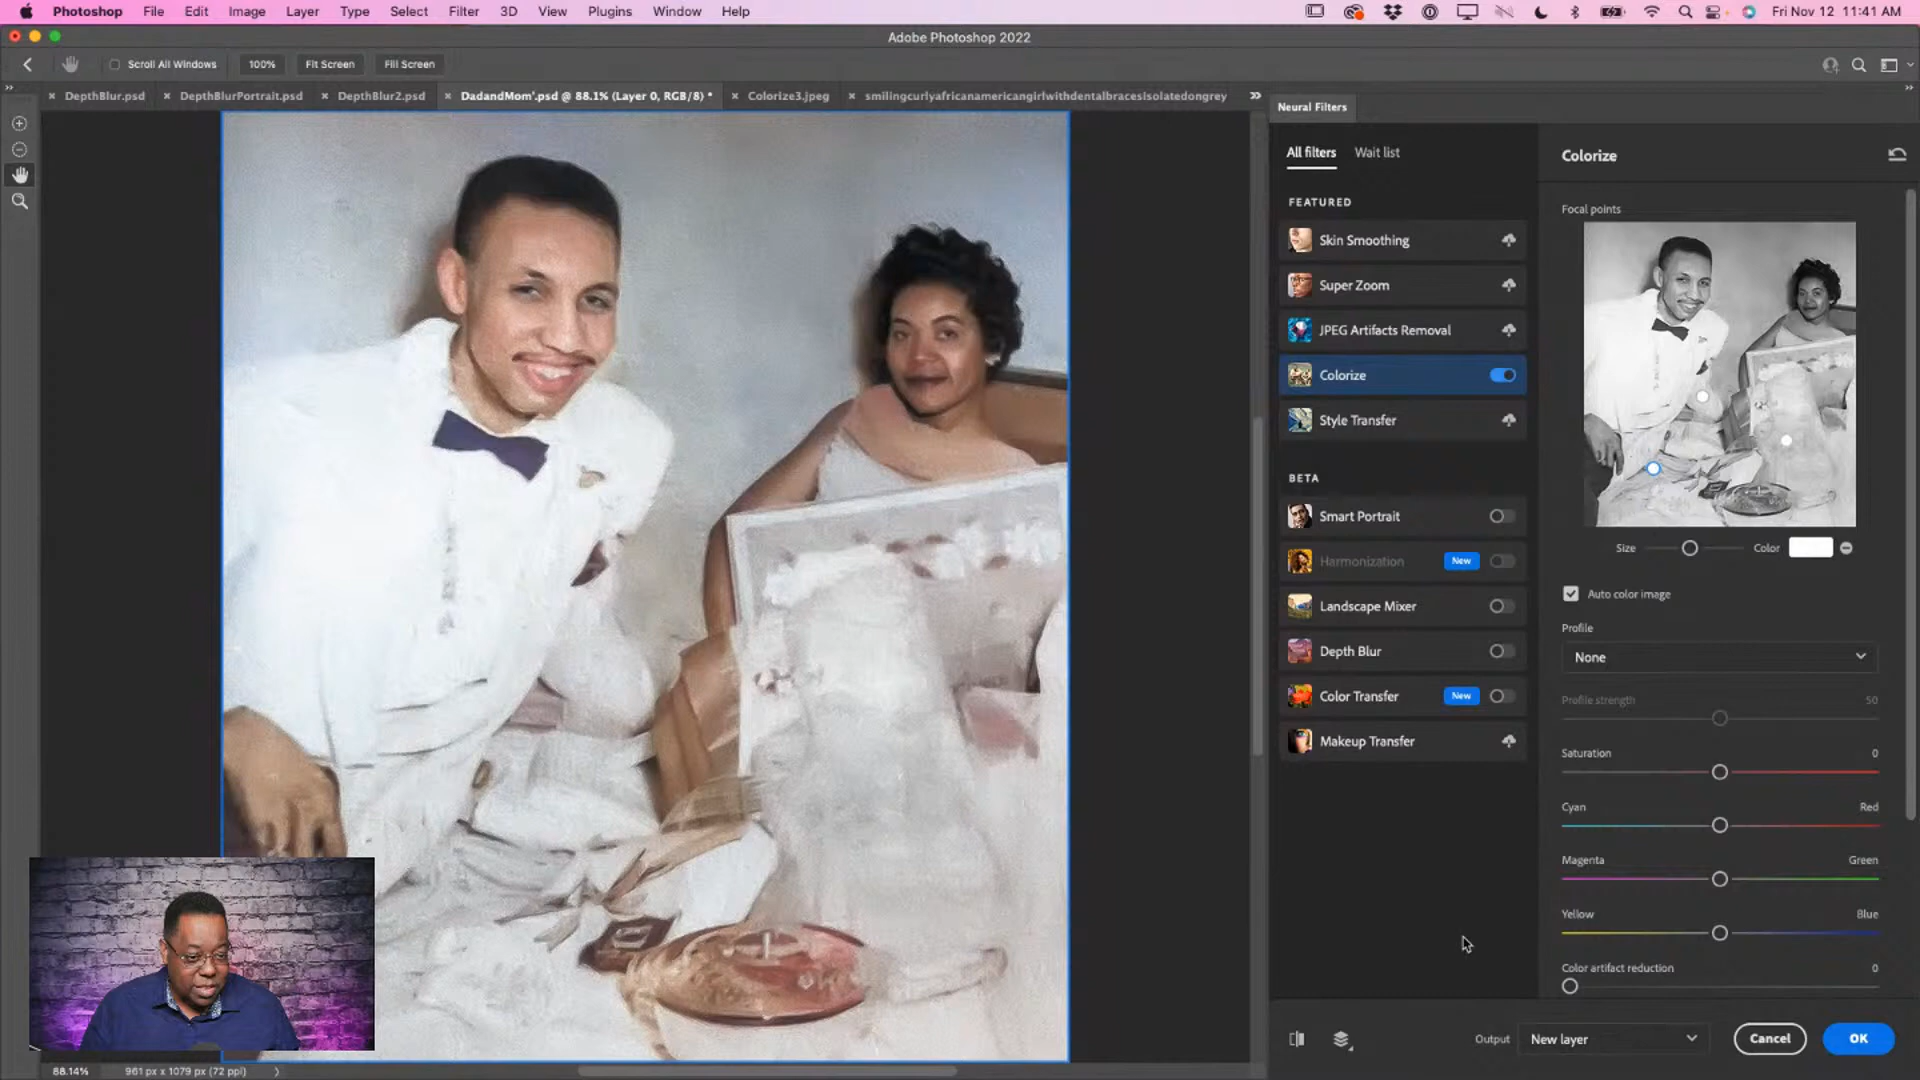 Photoshop File Edit Image Layer Type Select Filter 3D View Plugins Window Help Fri Nov 12 11:41 AM
Adobe Photoshop 2022
Scroll All Windows 100% Fit Screen Fill Screen
DepthBlur.psd DepthBlurPortrait.psd DepthBlur2.psd DadandMom'.psd @ 88.1% (Layer 0, RGB/8) * Colorize3.jpeg smilingcurlyafricanamericangirlwithdentalbracesisolatedongrey
Neural Filters
All filters Wait list
Colorize
FEATURED
Focal points
Skin Smoothing
Super Zoom
JPEG Artifacts Removal
Colorize
Style Transfer
BETA
Smart Portrait
Harmonization New
Landscape Mixer
Depth Blur
Color Transfer New
Makeup Transfer
Size Color
Auto color image
Profile
None
Profile strength 50
Saturation 0
Cyan Red
Magenta Green
Yellow Blue
Color artifact reduction 0
Output New layer Cancel OK
88.14% 961 px x 1079 px (72 ppi)